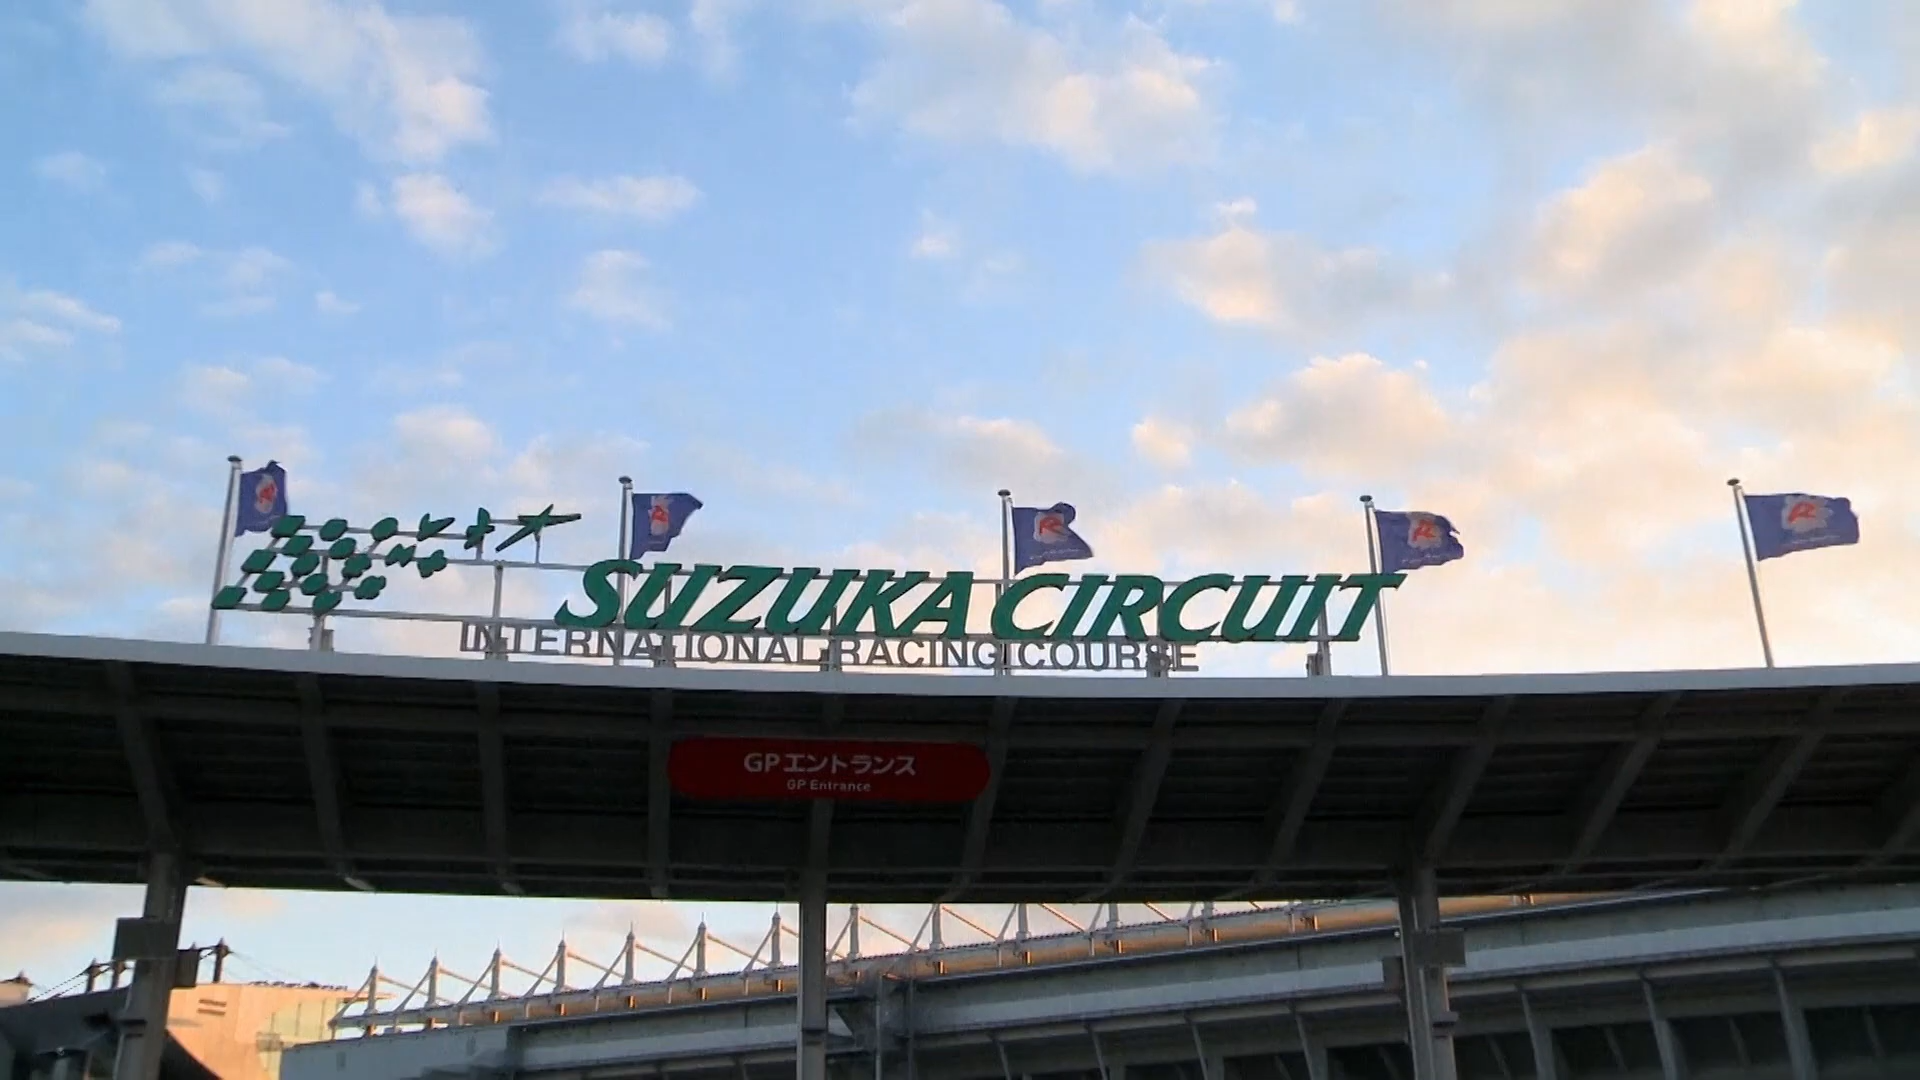 SUZUKA CIRCUIT
INTERNATIONAL RACING COURSE
GPエントランス
GP Entrance